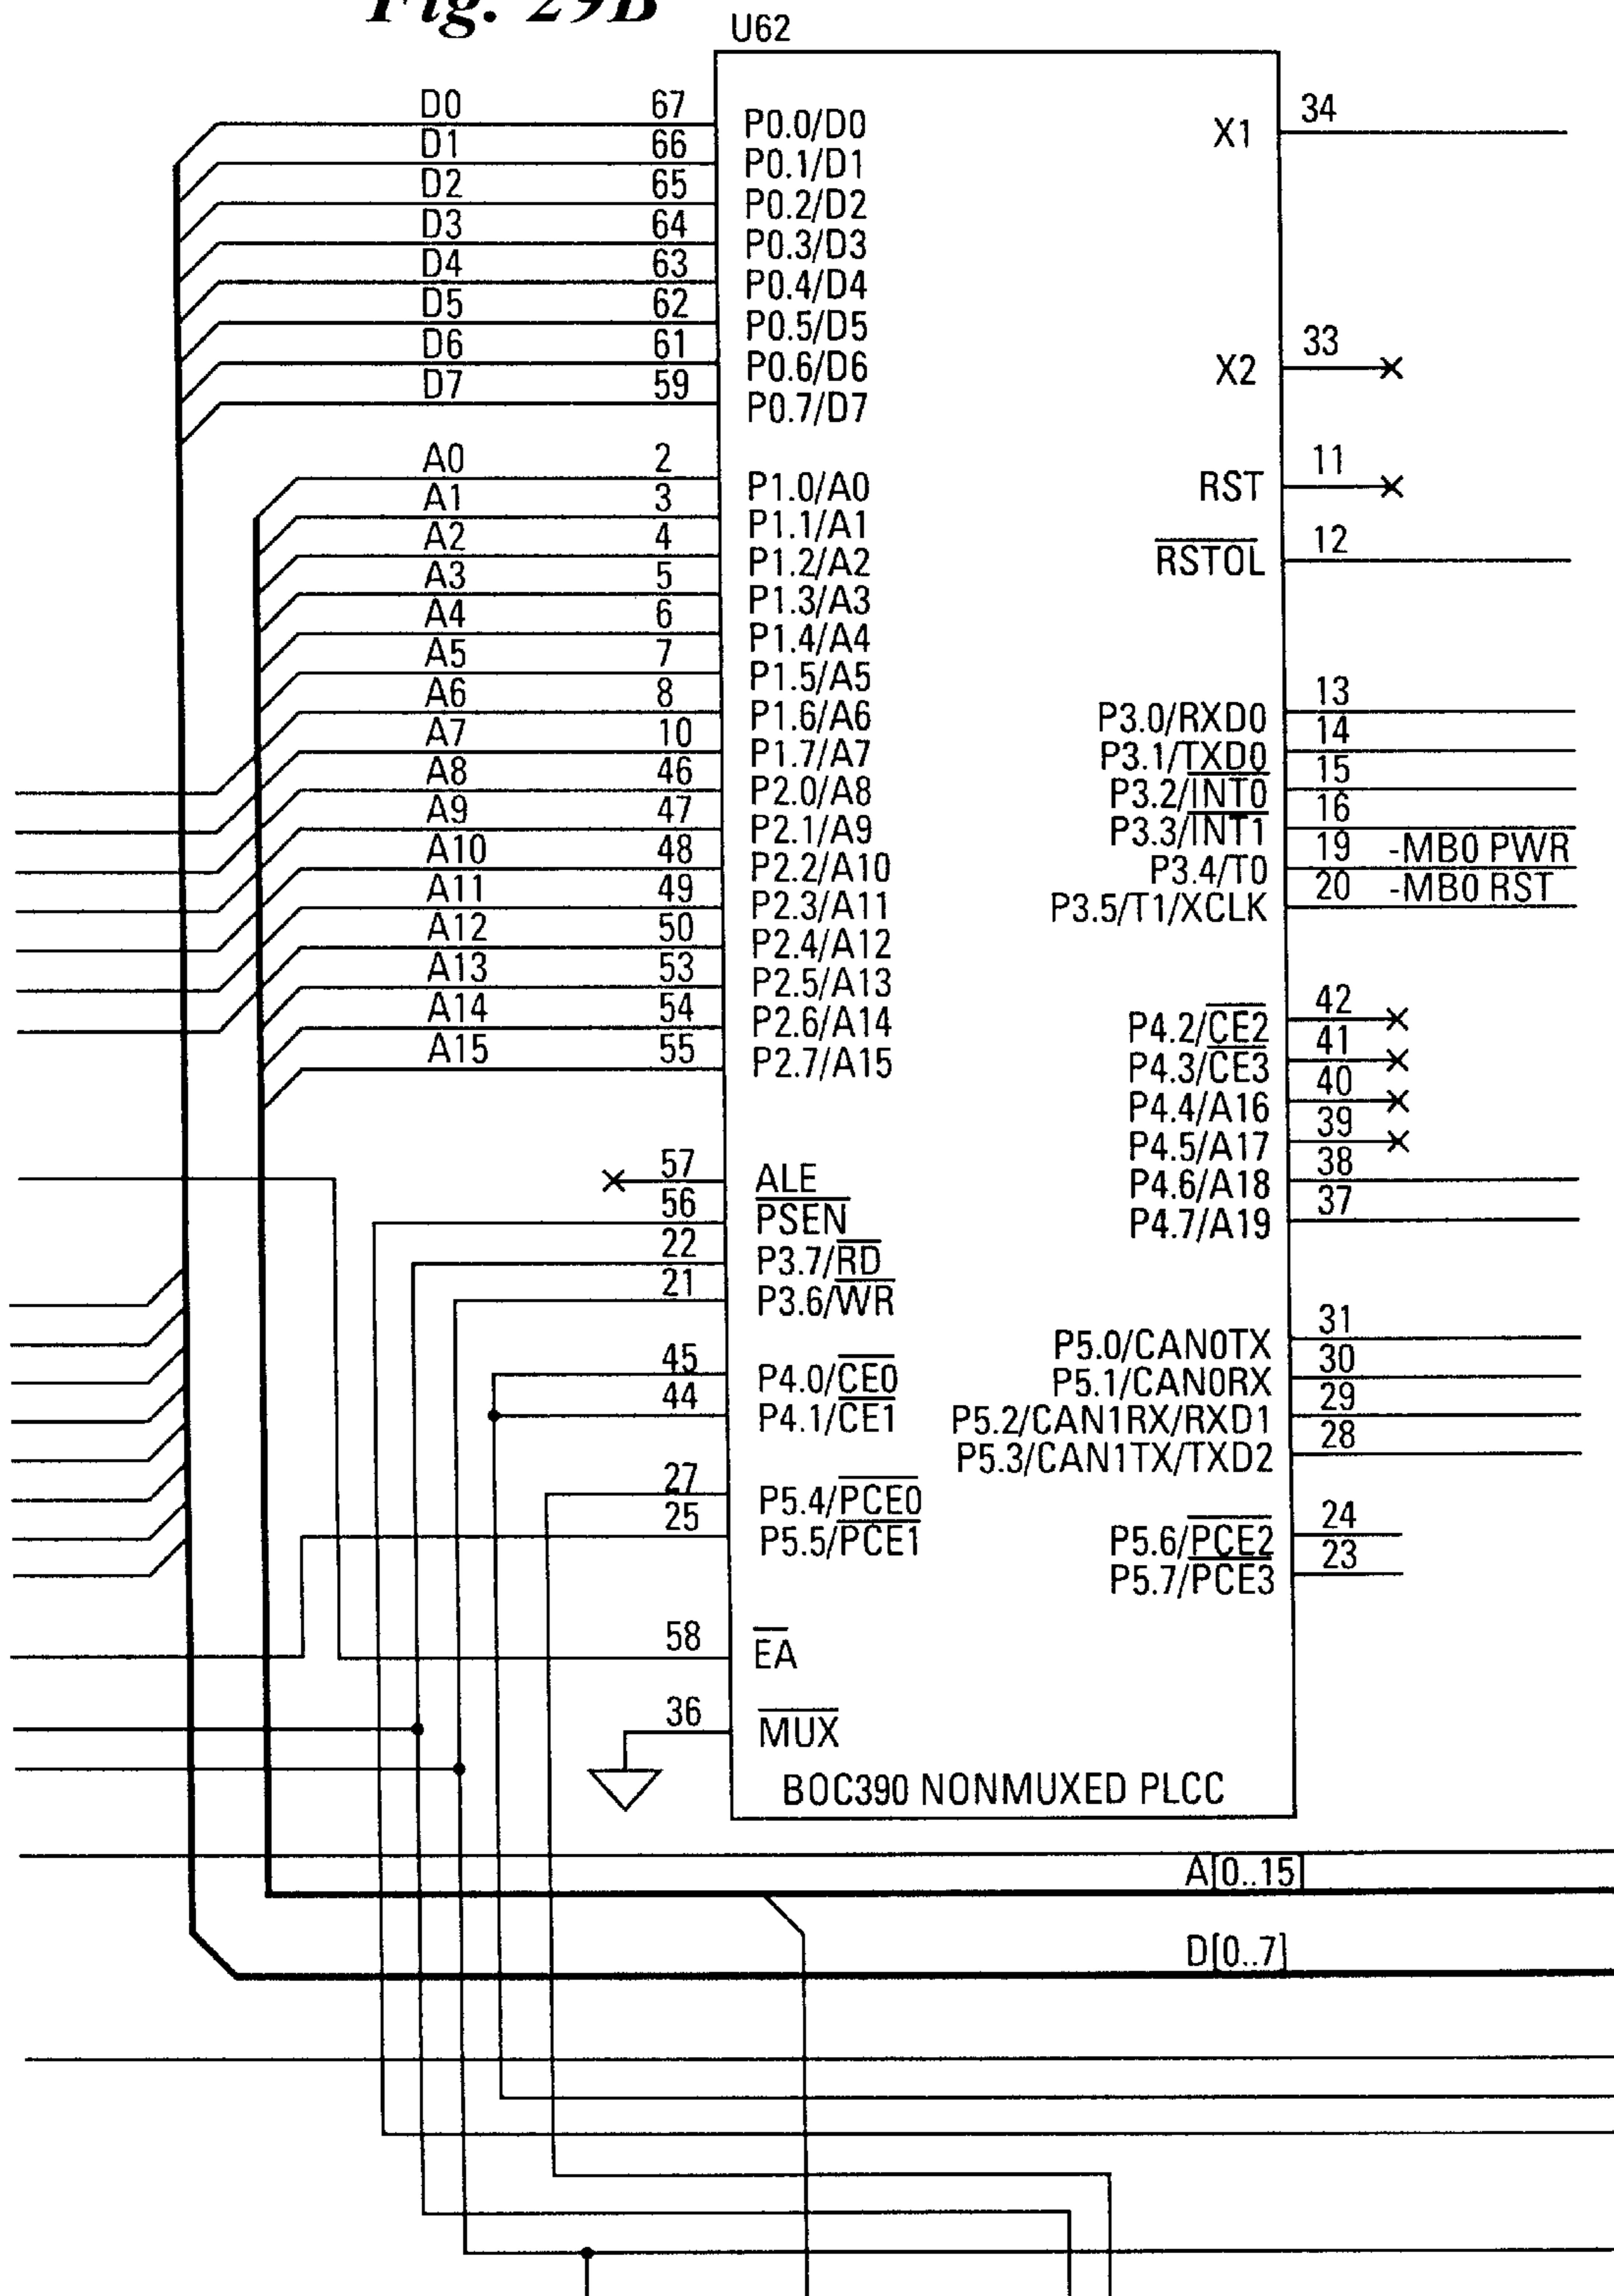 Fig. 29B
U62
D0 67 P0.0/D0
D1 66 P0.1/D1
D2 65 P0.2/D2
D3 64 P0.3/D3
D4 63 P0.4/D4
D5 62 P0.5/D5
D6 61 P0.6/D6
D7 59 P0.7/D7
A0 2 P1.0/A0
A1 3 P1.1/A1
A2 4 P1.2/A2
A3 5 P1.3/A3
A4 6 P1.4/A4
A5 7 P1.5/A5
A6 8 P1.6/A6
A7 10 P1.7/A7
A8 46 P2.0/A8
A9 47 P2.1/A9
A10 48 P2.2/A10
A11 49 P2.3/A11
A12 50 P2.4/A12
A13 53 P2.5/A13
A14 54 P2.6/A14
A15 55 P2.7/A15
57 ALE
56 PSEN
22 P3.7/RD
21 P3.6/WR
45 P4.0/CE0
44 P4.1/CE1
27 P5.4/PCE0
25 P5.5/PCE1
58 EA
36 MUX
X1 34
X2 33
RST 11
RSTOL 12
P3.0/RXD0 13
P3.1/TXD0 14
P3.2/INT0 15
P3.3/INT1 16
P3.4/T0 19 -MB0 PWR
P3.5/T1/XCLK 20 -MB0 RST
P4.2/CE2 42
P4.3/CE3 41
P4.4/A16 40
P4.5/A17 39
P4.6/A18 38
P4.7/A19 37
P5.0/CAN0TX 31
P5.1/CAN0RX 30
P5.2/CAN1RX/RXD1 29
P5.3/CAN1TX/TXD2 28
P5.6/PCE2 24
P5.7/PCE3 23
BOC390 NONMUXED PLCC
A[0..15]
D[0..7]